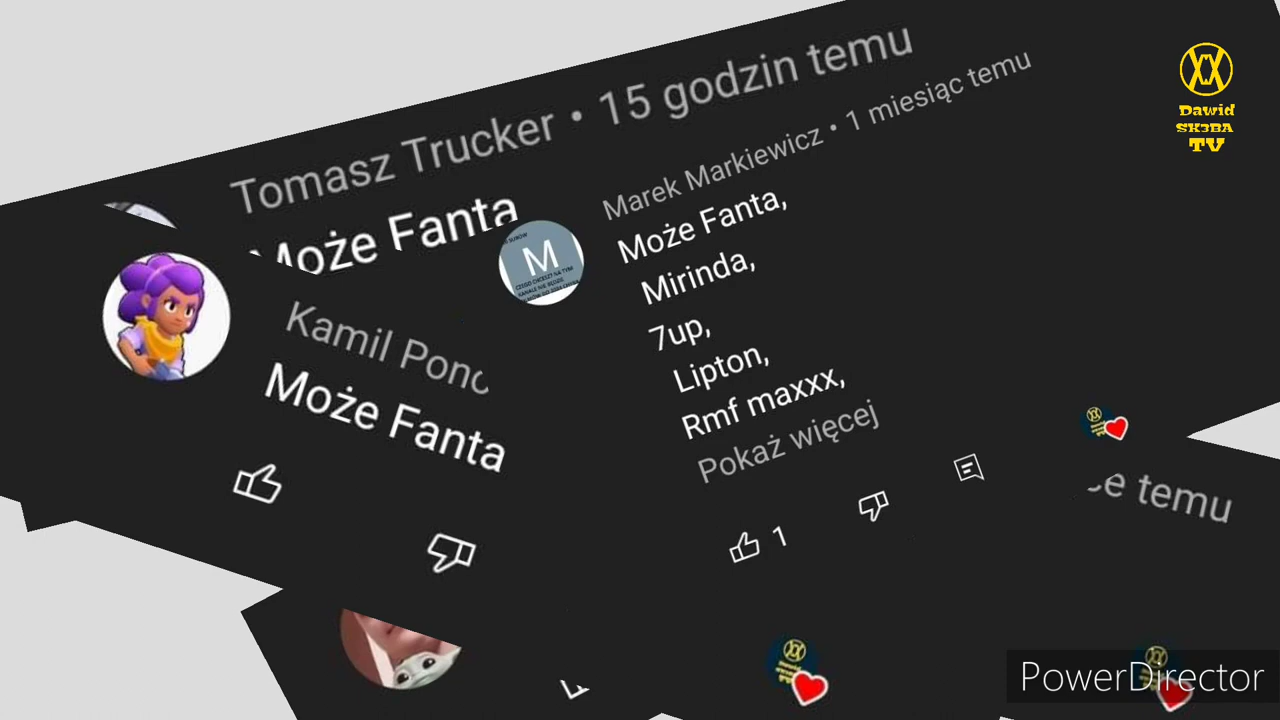 Tomasz Trucker • 15 godzin temu
Może Fanta
Kamil
Może Fanta
M
Marek Markiewicz • 1 miesiąc temu
Może Fanta,
Mirinda,
7up,
Lipton,
Rmf maxxx,
Pokaż więcej
1
temu
Dawid
SK3BA
TV
PowerDirector